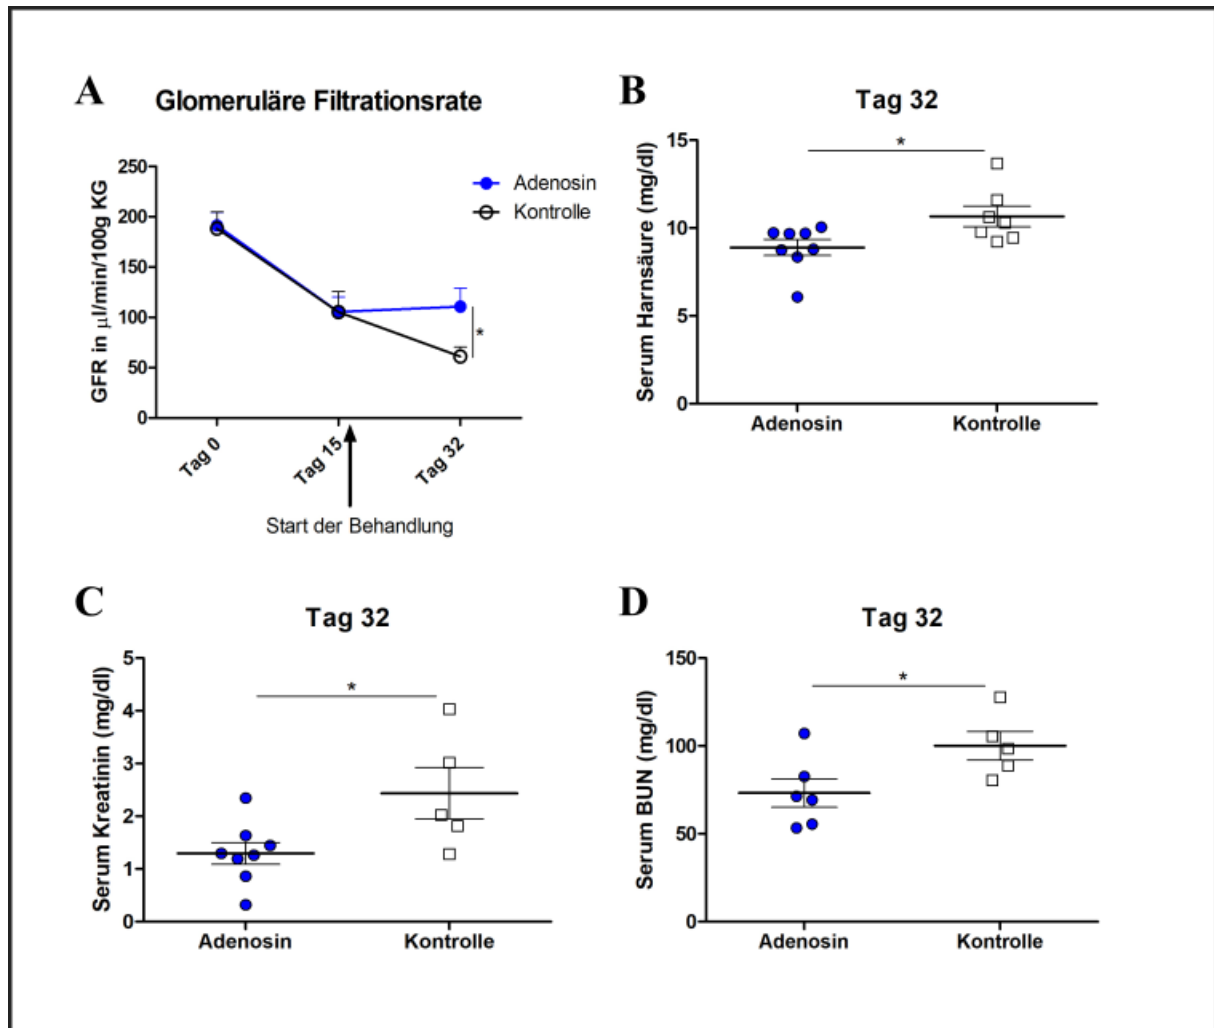 A
Glomeruläre Filtrationsrate
GFR in μl/min/100g KG
250
200
150
100
50
0
Adenosin
Kontrolle
*
Tag 0
Tag 15
Tag 32
Start der Behandlung
B
Tag 32
Serum Harnsäure (mg/dl)
15
10
5
0
*
Adenosin
Kontrolle
C
Tag 32
Serum Kreatinin (mg/dl)
5
4
3
2
1
0
*
Adenosin
Kontrolle
D
Tag 32
Serum BUN (mg/dl)
150
100
50
0
*
Adenosin
Kontrolle